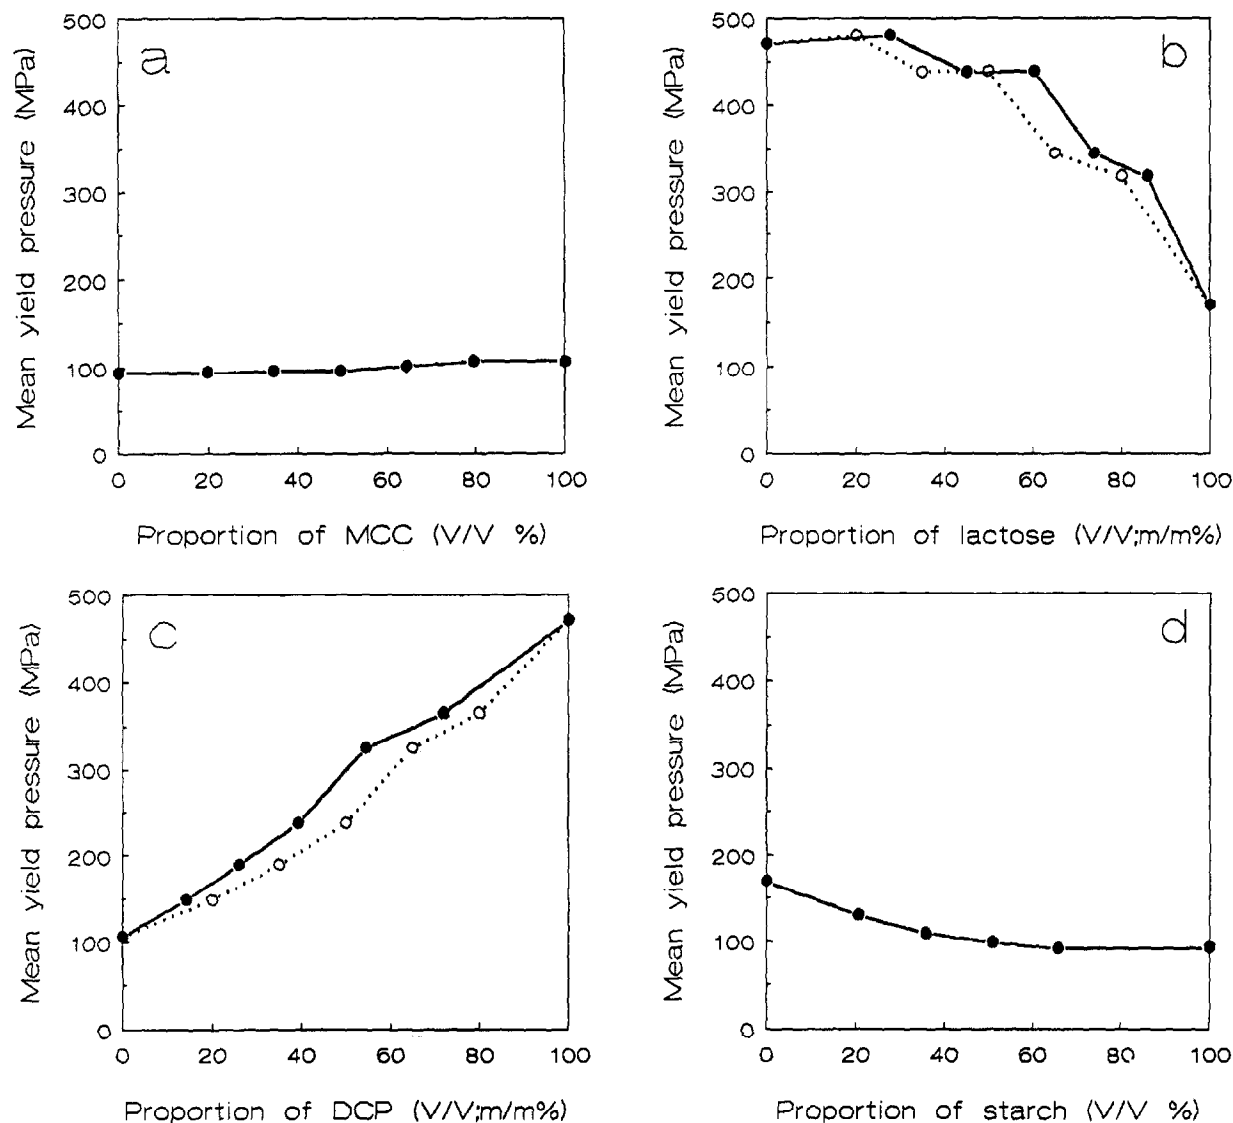 500
400
300
200
100
0
0 20 40 60 80 100
Mean yield pressure (MPa)
a
Proportion of MCC (V/V %)
500
400
300
200
100
0
0 20 40 60 80 100
Mean yield pressure (MPa)
b
Proportion of lactose (V/V;m/m%)
500
400
300
200
100
0
0 20 40 60 80 100
Mean yield pressure (MPa)
c
Proportion of DCP (V/V;m/m%)
500
400
300
200
100
0
0 20 40 60 80 100
Mean yield pressure (MPa)
d
Proportion of starch (V/V %)